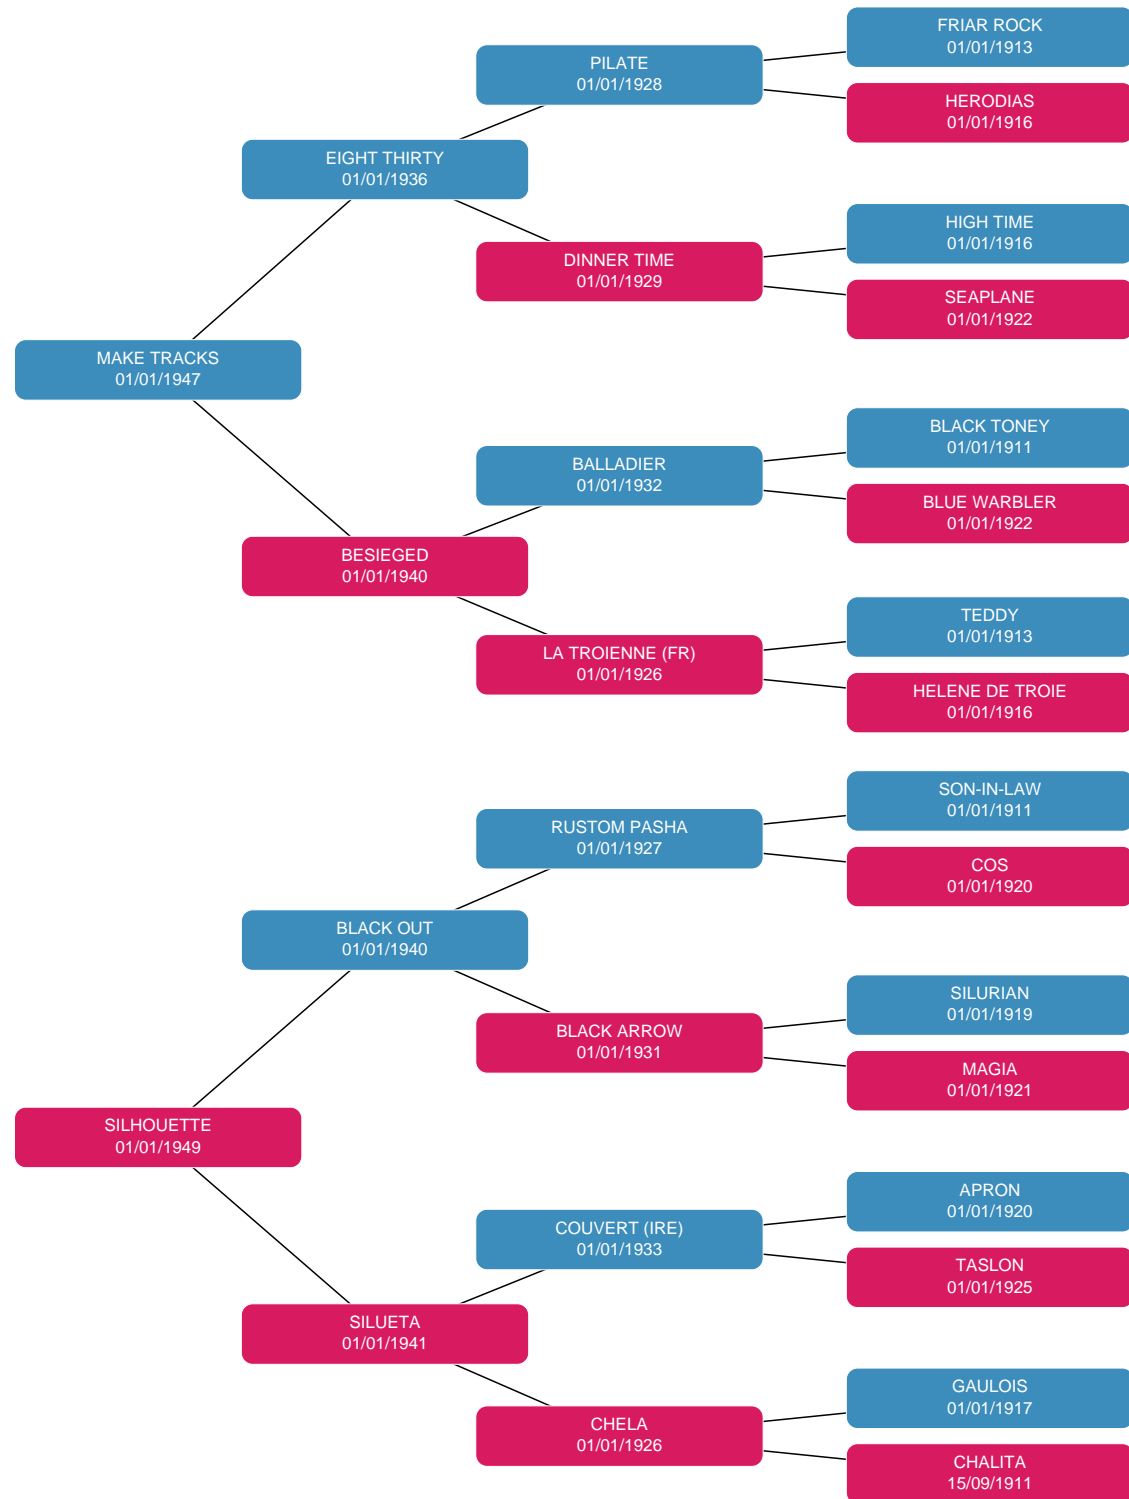 FRIAR ROCK
01/01/1913
PILATE
01/01/1928
HERODIAS
01/01/1916
EIGHT THIRTY
01/01/1936
HIGH TIME
01/01/1916
DINNER TIME
01/01/1929
SEAPLANE
01/01/1922
MAKE TRACKS
01/01/1947
BLACK TONEY
01/01/1911
BALLADIER
01/01/1932
BLUE WARBLER
01/01/1922
BESIEGED
01/01/1940
TEDDY
01/01/1913
LA TROIENNE (FR)
01/01/1926
HELENE DE TROIE
01/01/1916
SON-IN-LAW
01/01/1911
RUSTOM PASHA
01/01/1927
COS
01/01/1920
BLACK OUT
01/01/1940
SILURIAN
01/01/1919
BLACK ARROW
01/01/1931
MAGIA
01/01/1921
SILHOUETTE
01/01/1949
APRON
01/01/1920
COUVERT (IRE)
01/01/1933
TASLON
01/01/1925
SILUETA
01/01/1941
GAULOIS
01/01/1917
CHELA
01/01/1926
CHALITA
15/09/1911